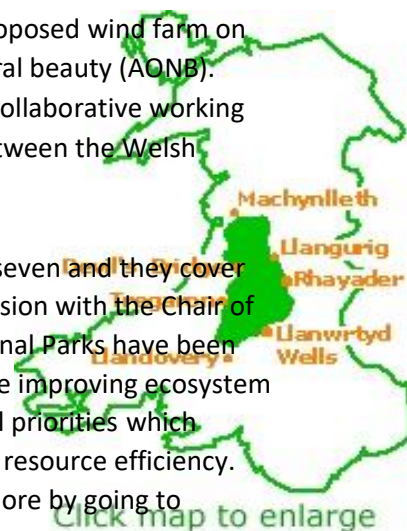 oposed wind farm on
ral beauty (AONB).
ollaborative working
tween the Welsh
Machynlleth
Llangurig
seven and they cover
Rhayader
sion with the Chair of
nal Parks have been
Llanwrtyd
Wells
Llandovery
e improving ecosystem
l priorities which
resource efficiency.
ore by going to
Click map to enlarge